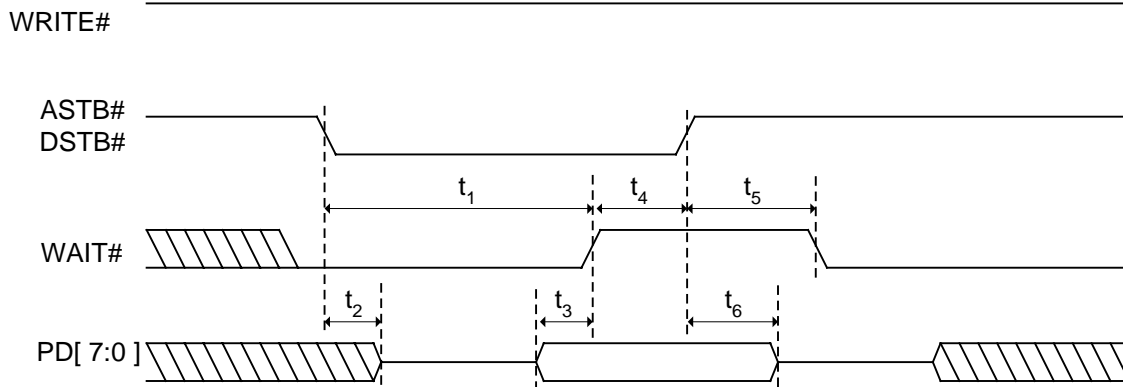 WRITE#
ASTB#
DSTB#
t1 t4 t5
WAIT#
t2 t3 t6
PD[ 7:0 ]